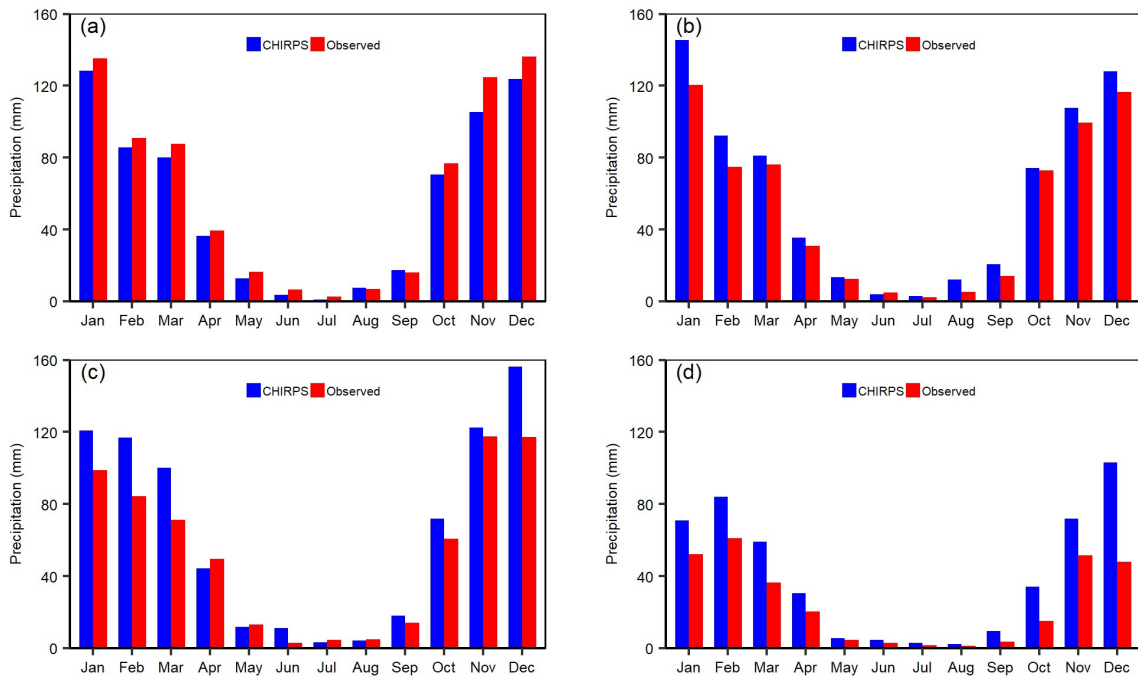 (a)
CHIRPS Observed
Precipitation (mm)
160
120
80
40
0
Jan Feb Mar Apr May Jun Jul Aug Sep Oct Nov Dec
(b)
CHIRPS Observed
Precipitation (mm)
160
120
80
40
0
Jan Feb Mar Apr May Jun Jul Aug Sep Oct Nov Dec
(c)
CHIRPS Observed
Precipitation (mm)
160
120
80
40
0
Jan Feb Mar Apr May Jun Jul Aug Sep Oct Nov Dec
(d)
CHIRPS Observed
Precipitation (mm)
160
120
80
40
0
Jan Feb Mar Apr May Jun Jul Aug Sep Oct Nov Dec